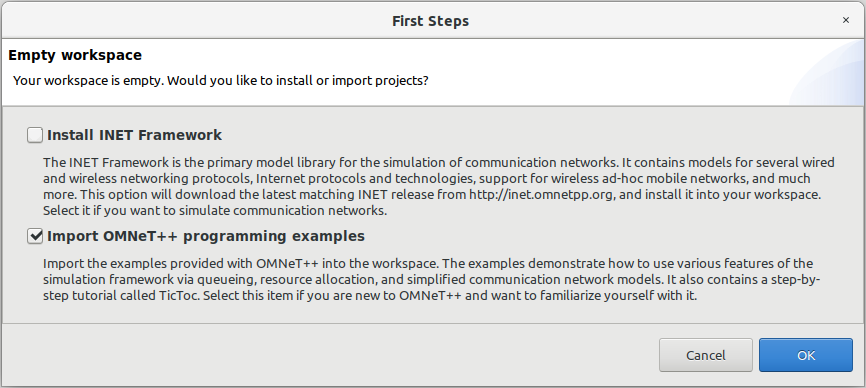 First Steps
×
Empty workspace
Your workspace is empty. Would you like to install or import projects?
Install INET Framework
The INET Framework is the primary model library for the simulation of communication networks. It contains models for several wired
and wireless networking protocols, Internet protocols and technologies, support for wireless ad-hoc mobile networks, and much
more. This option will download the latest matching INET release from http://inet.omnetpp.org, and install it into your workspace.
Select it if you want to simulate communication networks.
Import OMNeT++ programming examples
Import the examples provided with OMNeT++ into the workspace. The examples demonstrate how to use various features of the
simulation framework via queueing, resource allocation, and simplified communication network models. It also contains a step-by-
step tutorial called TicToc. Select this item if you are new to OMNeT++ and want to familiarize yourself with it.
Cancel
OK